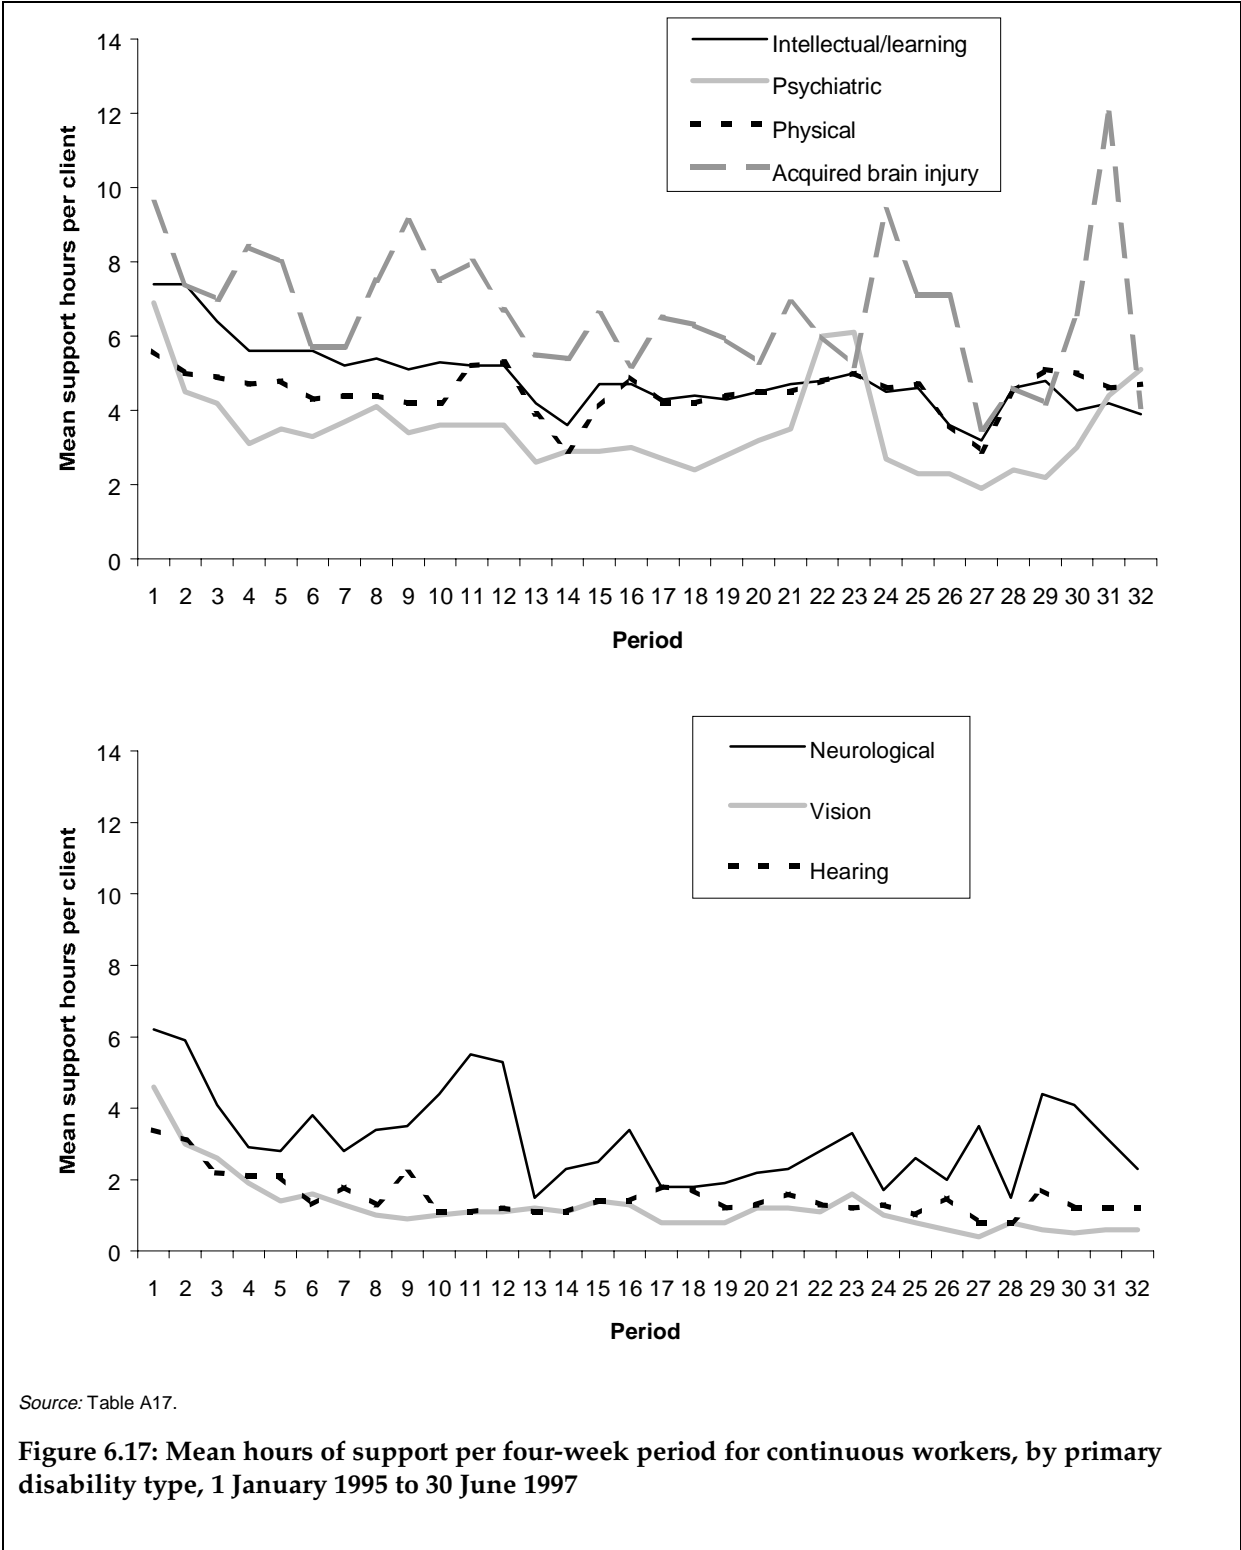 14
12
10
8
6
4
2
0
Mean support hours per client
Intellectual/learning
Psychiatric
Physical
Acquired brain injury
1 2 3 4 5 6 7 8 9 10 11 12 13 14 15 16 17 18 19 20 21 22 23 24 25 26 27 28 29 30 31 32
Period
14
12
10
8
6
4
2
0
Mean support hours per client
Neurological
Vision
Hearing
1 2 3 4 5 6 7 8 9 10 11 12 13 14 15 16 17 18 19 20 21 22 23 24 25 26 27 28 29 30 31 32
Period
Source: Table A17.
Figure 6.17: Mean hours of support per four-week period for continuous workers, by primary
disability type, 1 January 1995 to 30 June 1997